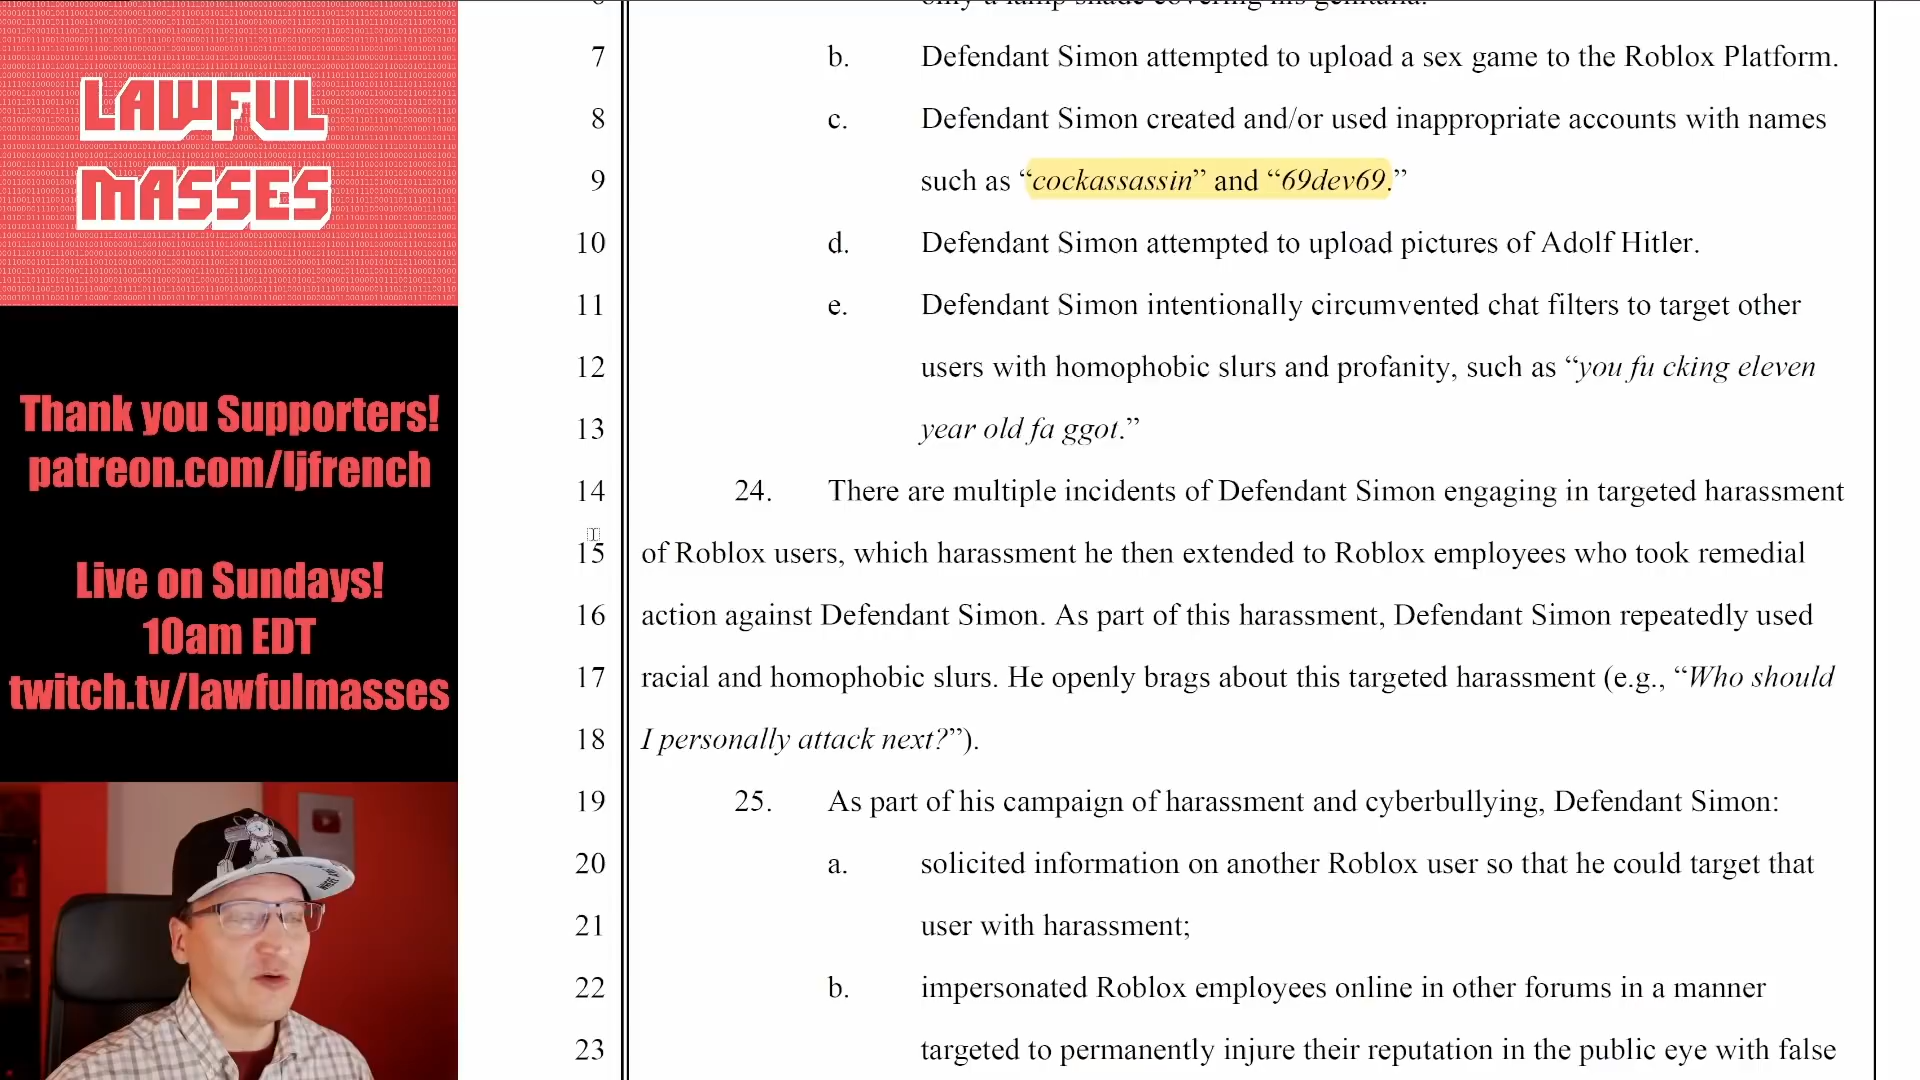 LAWFUL
MASSES
Thank you Supporters!
patreon.com/ljfrench
Live on Sundays!
10am EDT
twitch.tv/lawfulmasses
only a lamp shade covering his genitalia.
7 b. Defendant Simon attempted to upload a sex game to the Roblox Platform.
8 c. Defendant Simon created and/or used inappropriate accounts with names
9 such as “cockassassin” and “69dev69.”
10 d. Defendant Simon attempted to upload pictures of Adolf Hitler.
11 e. Defendant Simon intentionally circumvented chat filters to target other
12 users with homophobic slurs and profanity, such as “you fu cking eleven
13 year old fa ggot.”
14 24. There are multiple incidents of Defendant Simon engaging in targeted harassment
15 of Roblox users, which harassment he then extended to Roblox employees who took remedial
16 action against Defendant Simon. As part of this harassment, Defendant Simon repeatedly used
17 racial and homophobic slurs. He openly brags about this targeted harassment (e.g., “Who should
18 I personally attack next?”).
19 25. As part of his campaign of harassment and cyberbullying, Defendant Simon:
20 a. solicited information on another Roblox user so that he could target that
21 user with harassment;
22 b. impersonated Roblox employees online in other forums in a manner
23 targeted to permanently injure their reputation in the public eye with false